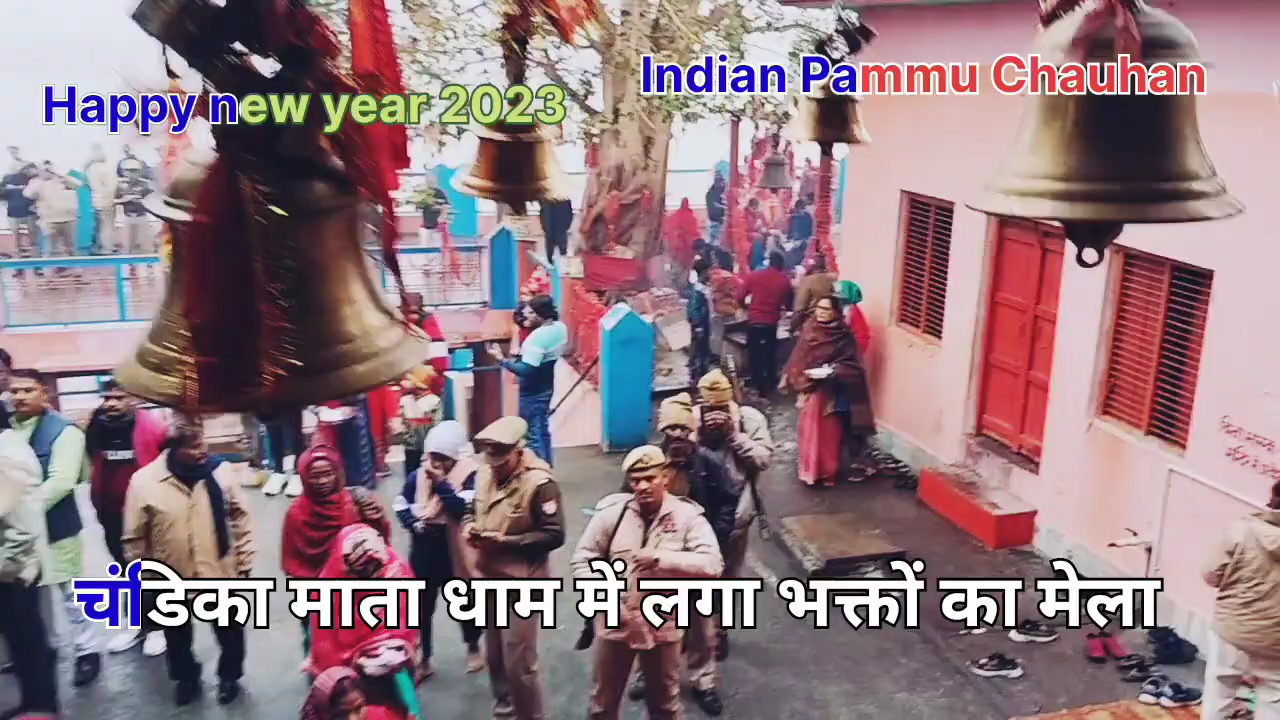 Indian Pammu Chauhan
Happy new year 2023
चंडिका माता धाम में लगा भक्तों का मेला